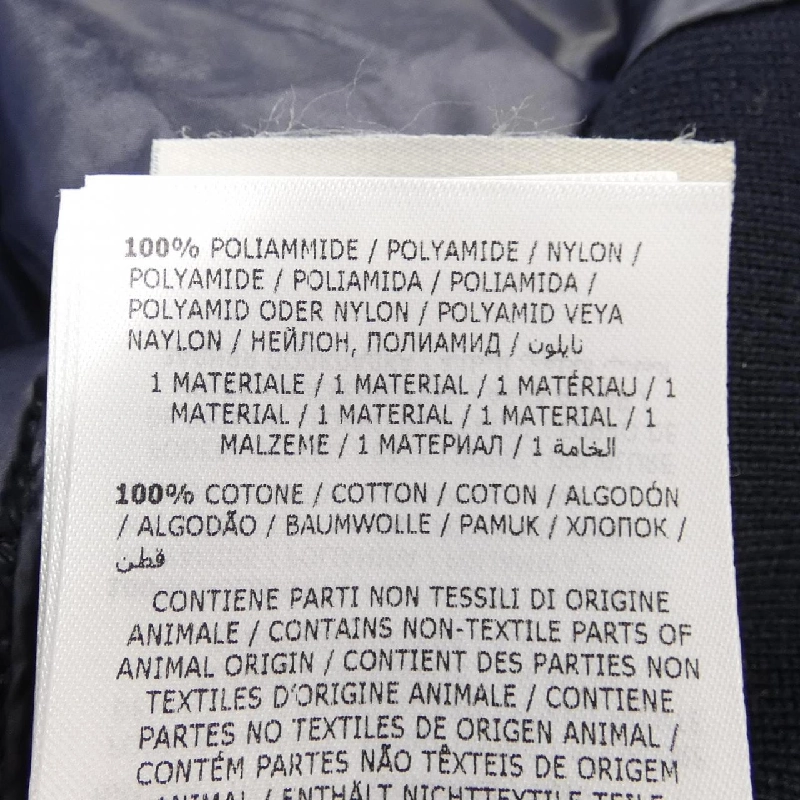 100% POLIAMMIDE / POLYAMIDE / NYLON /
POLYAMIDE / POLIAMIDA / POLIAMIDA /
POLYAMID ODER NYLON / POLYAMID VEYA
NAYLON / НЕЙЛОН, ПОЛИАМИД / نايلون
1 MATERIALE / 1 MATERIAL / 1 MATÉRIAU / 1
MATERIAL / 1 MATERIAL / 1 MATERIAL / 1
MALZEME / 1 МАТЕРИАЛ / 1 الخامة
100% COTONE / COTTON / COTON / ALGODÓN
/ ALGODÃO / BAUMWOLLE / PAMUK / ХЛОПОК /
قطن
CONTIENE PARTI NON TESSILI DI ORIGINE
ANIMALE / CONTAINS NON-TEXTILE PARTS OF
ANIMAL ORIGIN / CONTIENT DES PARTIES NON
TEXTILES D'ORIGINE ANIMALE / CONTIENE
PARTES NO TEXTILES DE ORIGEN ANIMAL /
CONTÉM PARTES NÃO TÊXTEIS DE ORIGEM
ANIMAL / ENTHÄLT NICHTTEXTILE TEILE